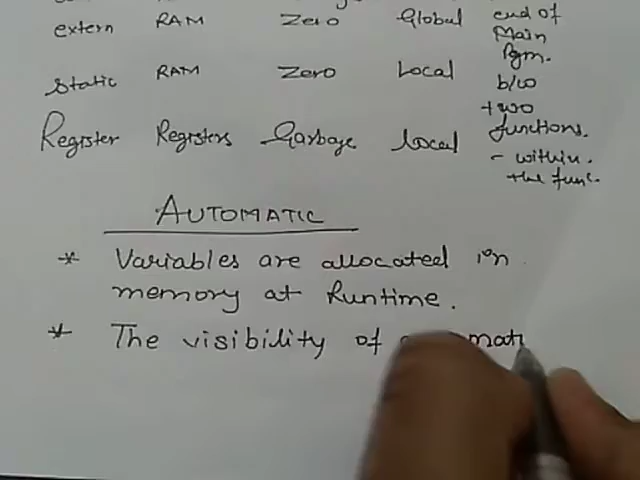 extern RAM Zero Global end of
Main
Pgm.
static RAM Zero Local b/w
two
functions.
Register Registers Garbage Local - within
the func.
AUTOMATIC
* Variables are allocated in
memory at Runtime.
* The visibility of